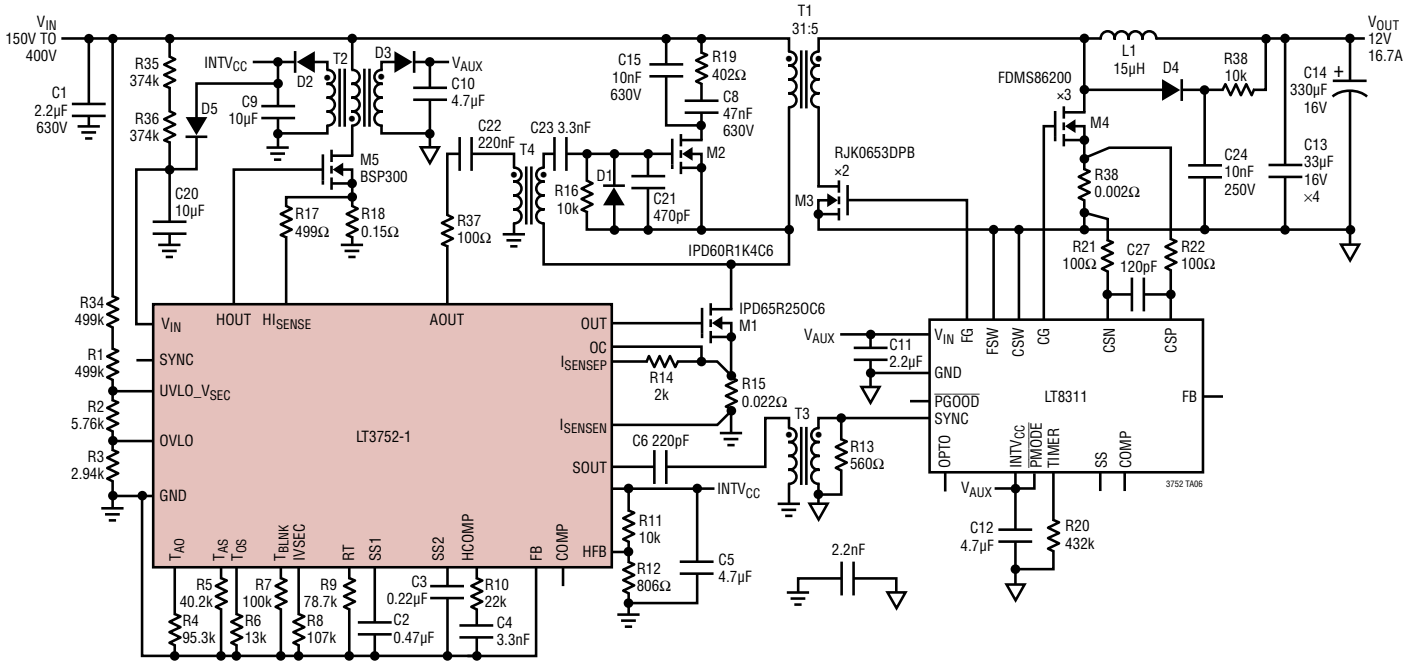 VIN
150V TO
400V
C1
2.2µF
630V
R35
374k
R36
374k
D5
C20
10µF
INTVCC
D2
C9
10µF
T2
D3
VAUX
C10
4.7µF
M5
BSP300
R17
499Ω
R18
0.15Ω
C22
220nF
R37
100Ω
T4
C23 3.3nF
R16
10k
D1
C21
470pF
C15
10nF
630V
R19
402Ω
C8
47nF
630V
M2
IPD60R1K4C6
T1
31:5
RJK0653DPB
×2
M3
L1
15µH
FDMS86200
×3
M4
D4
R38
10k
R38
0.002Ω
C24
10nF
250V
C14
330µF
16V
+
C13
33µF
16V
×4
VOUT
12V
16.7A
R21
100Ω
C27
120pF
R22
100Ω
R34
499k
R1
499k
R2
5.76k
R3
2.94k
LT3752-1
VIN
SYNC
UVLO_VSEC
OVLO
GND
HOUT
HISENSE
AOUT
OUT
OC
ISENSEP
ISENSEN
SOUT
HFB
TAO
TAS
TOS
TBLNK
IVSEC
RT
SS1
SS2
HCOMP
FB
COMP
IPD65R25OC6
M1
R14
2k
R15
0.022Ω
C6 220pF
T3
R13
560Ω
INTVCC
R11
10k
R12
806Ω
C5
4.7µF
R5
40.2k
R4
95.3k
R6
13k
R7
100k
R8
107k
R9
78.7k
C2
0.47µF
C3
0.22µF
R10
22k
C4
3.3nF
2.2nF
VAUX
C11
2.2µF
LT8311
VIN
GND
PGOOD
SYNC
FG
FSW
CSW
CG
CSN
CSP
FB
OPTO
INTVCC
PMODE
TIMER
SS
COMP
VAUX
C12
4.7µF
R20
432k
3752 TA06